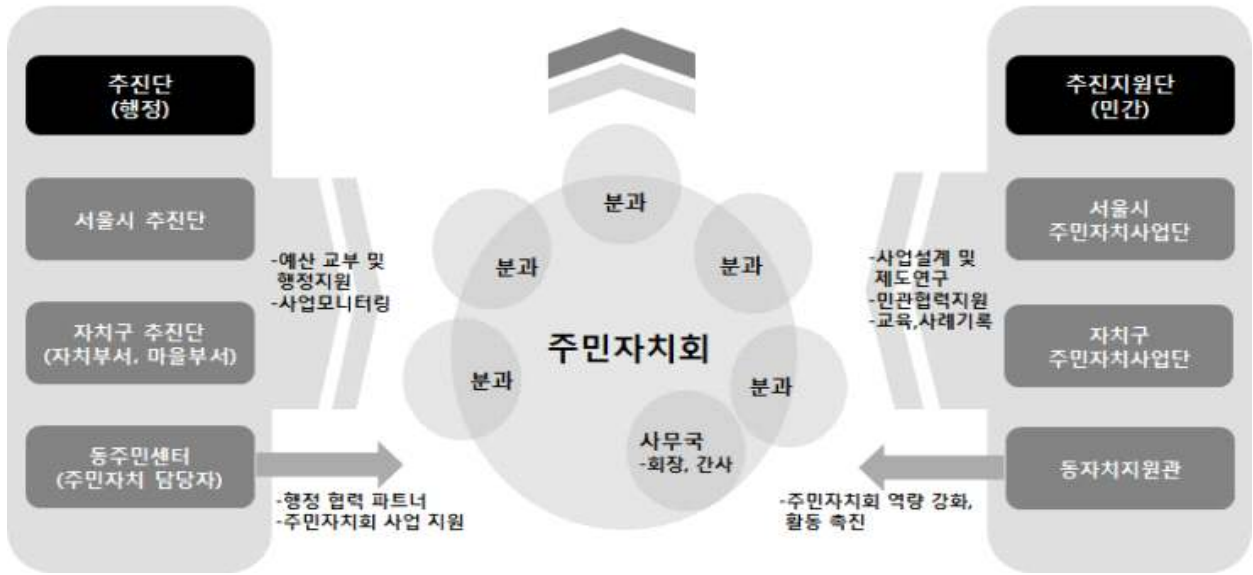 추진단
(행정)
서울시 추진단
자치구 추진단
(자치부서, 마을부서)
동주민센터
(주민자치 담당자)
-예산 교부 및
행정지원
-사업모니터링
-행정 협력 파트너
-주민자치회 사업 지원
분과
분과
분과
분과
분과
주민자치회
사무국
-회장, 간사
-사업설계 및
제도연구
-민관협력지원
-교육,사례기록
-주민자치회 역량 강화,
활동 촉진
추진지원단
(민간)
서울시
주민자치사업단
자치구
주민자치사업단
동자치지원관